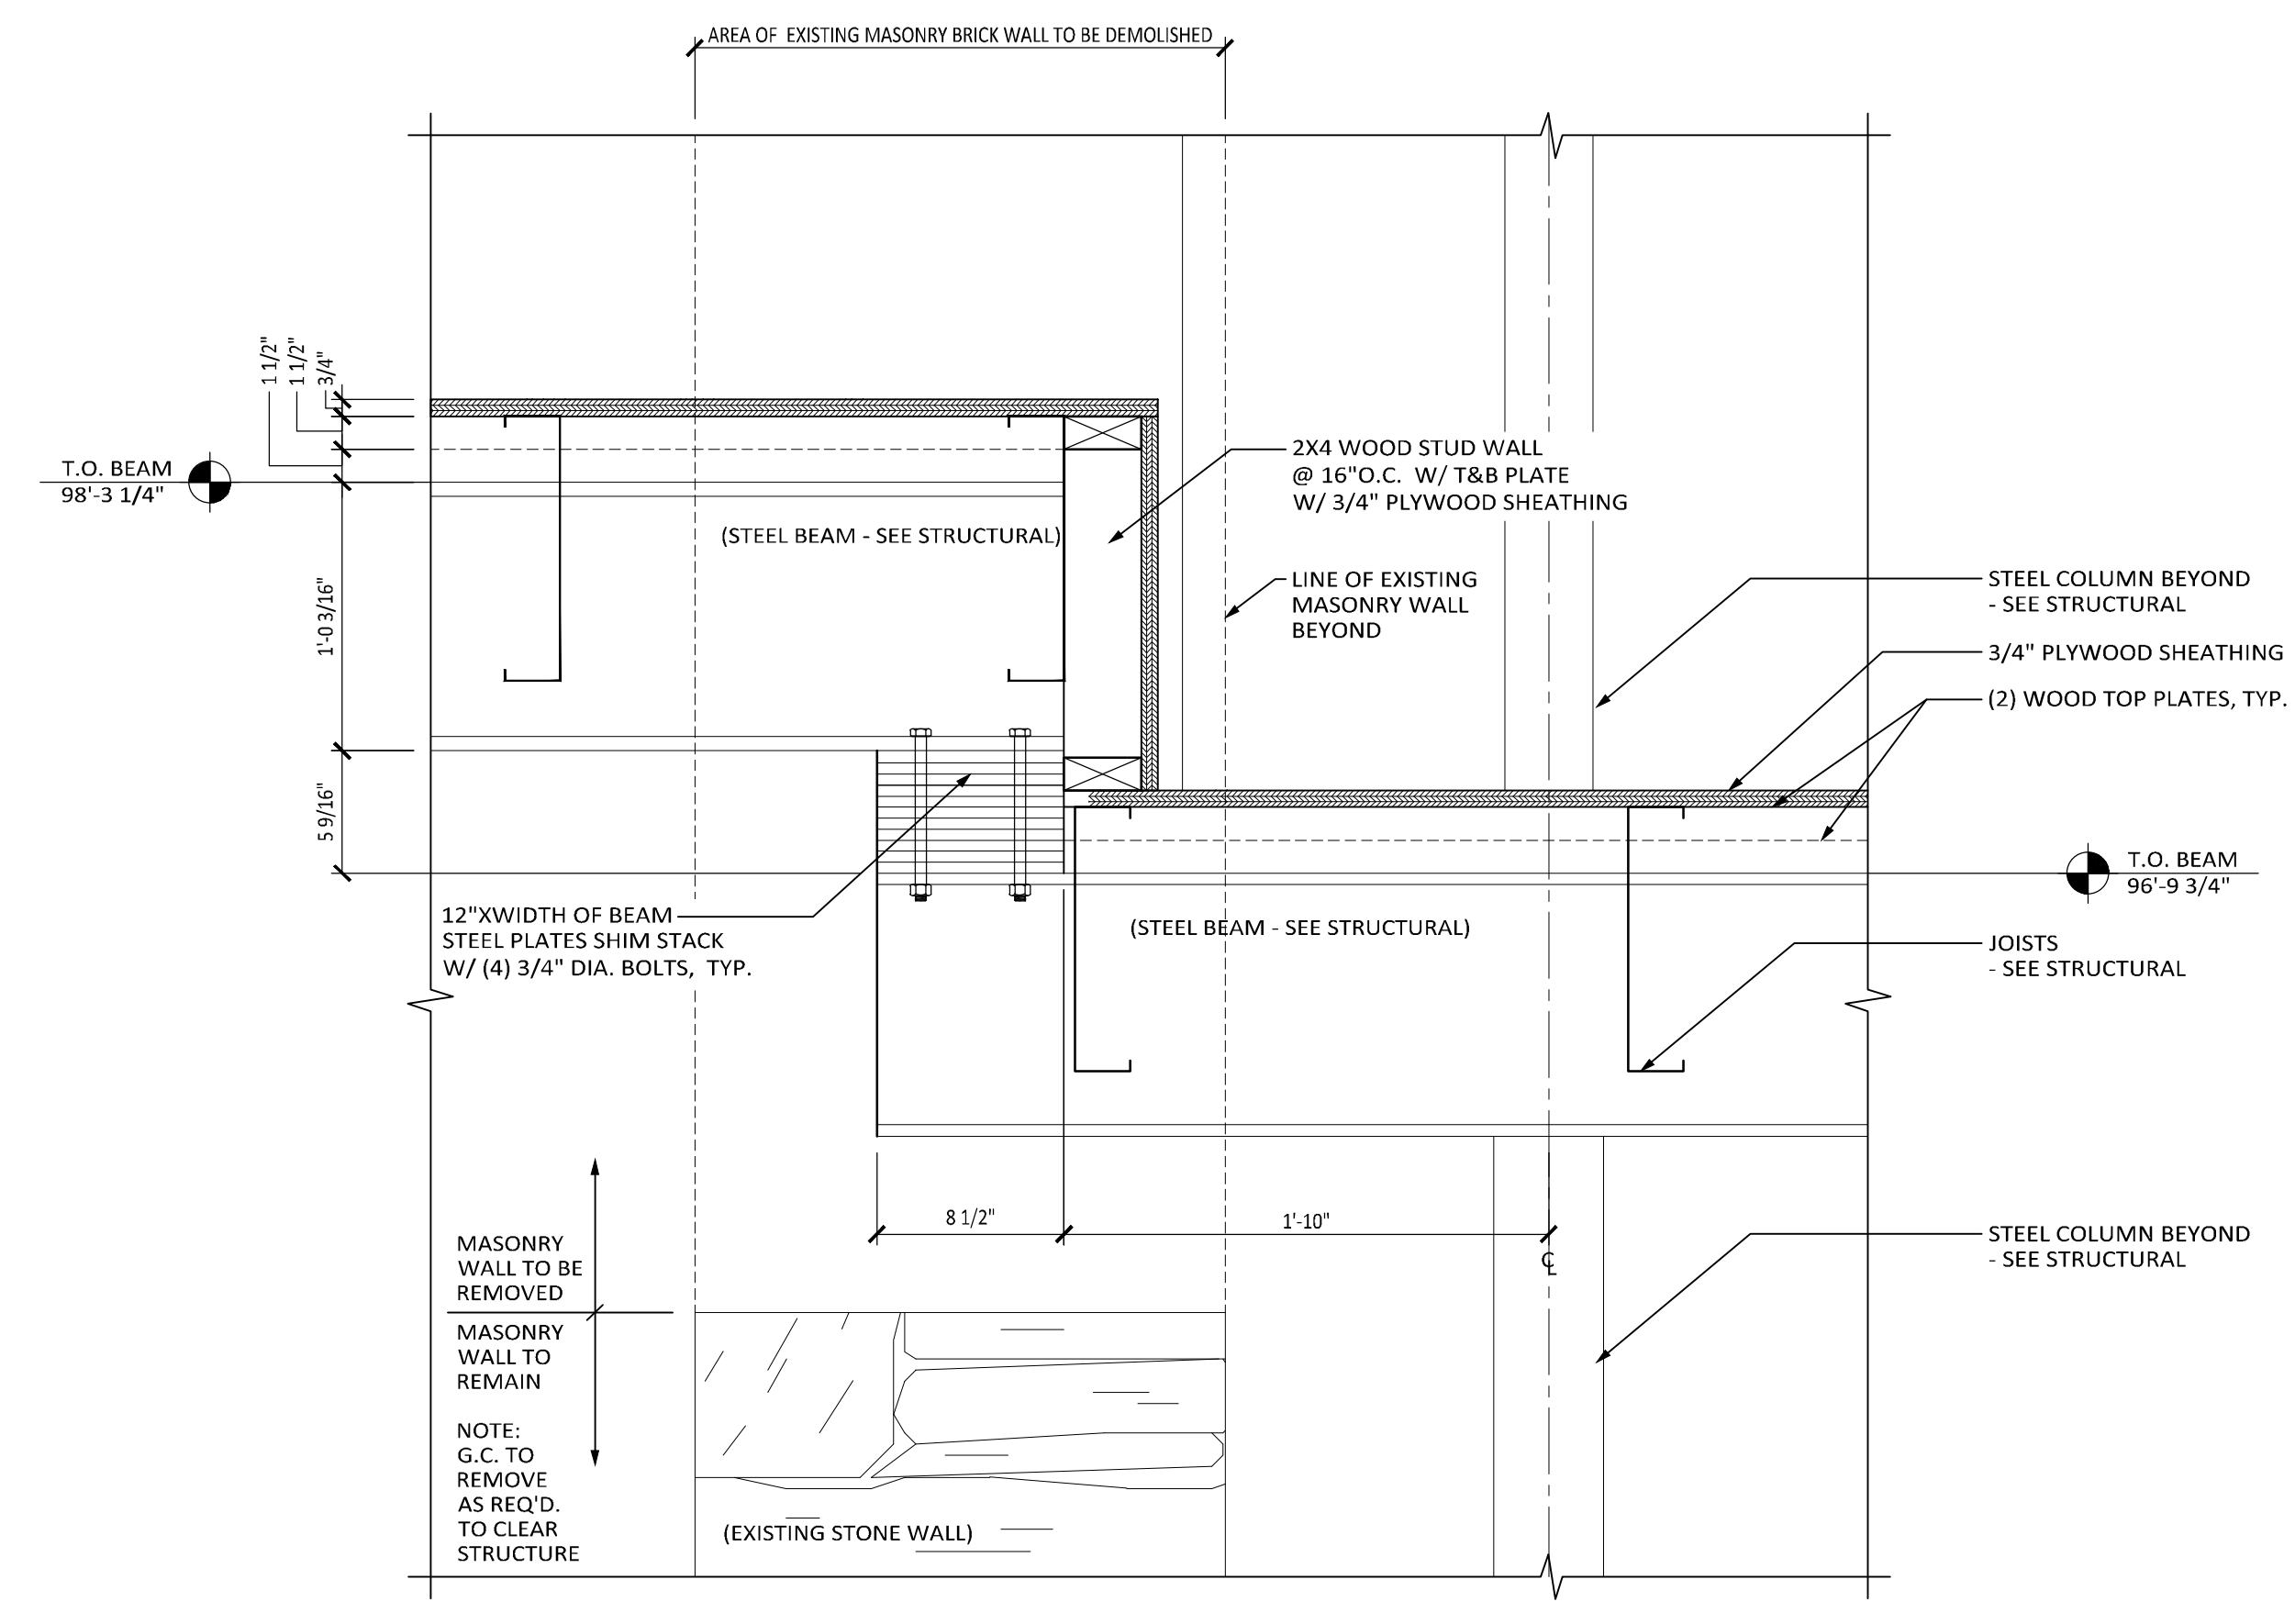 AREA OF EXISTING MASONRY BRICK WALL TO BE DEMOLISHED
1 1/2"
1 1/2"
3/4"
T.O. BEAM
98'-3 1/4"
2X4 WOOD STUD WALL
@ 16"O.C. W/ T&B PLATE
W/ 3/4" PLYWOOD SHEATHING
(STEEL BEAM - SEE STRUCTURAL)
LINE OF EXISTING
MASONRY WALL
BEYOND
STEEL COLUMN BEYOND
- SEE STRUCTURAL
1'-0 3/16"
3/4" PLYWOOD SHEATHING
(2) WOOD TOP PLATES, TYP.
5 9/16"
T.O. BEAM
96'-9 3/4"
12"XWIDTH OF BEAM
STEEL PLATES SHIM STACK
W/ (4) 3/4" DIA. BOLTS, TYP.
(STEEL BEAM - SEE STRUCTURAL)
JOISTS
- SEE STRUCTURAL
8 1/2"
1'-10"
℄
STEEL COLUMN BEYOND
- SEE STRUCTURAL
MASONRY
WALL TO BE
REMOVED
MASONRY
WALL TO
REMAIN
NOTE:
G.C. TO
REMOVE
AS REQ'D.
TO CLEAR
STRUCTURE
(EXISTING STONE WALL)